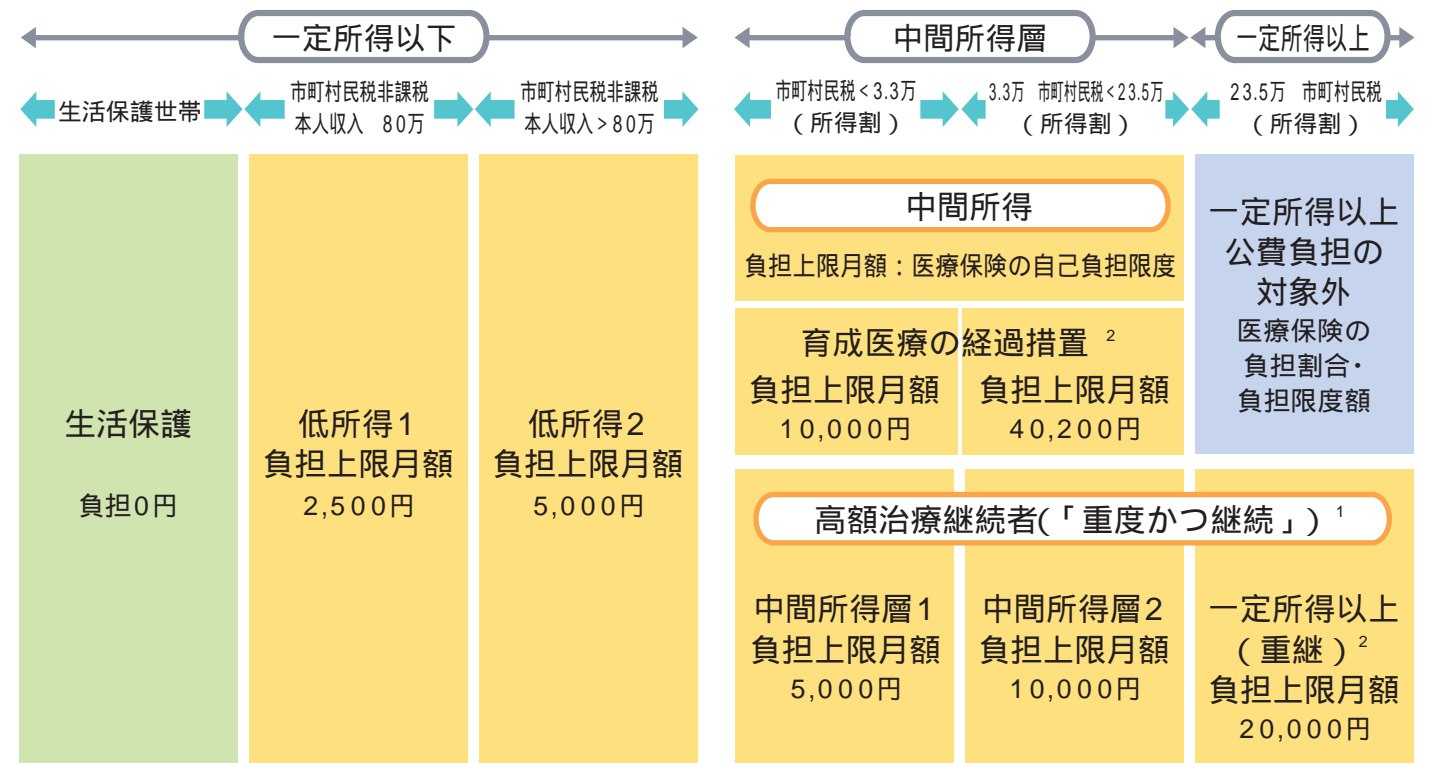 一定所得以下
中間所得層
一定所得以上
生活保護世帯
市町村民税非課税
本人収入　80万
市町村民税非課税
本人収入>80万
市町村民税<3.3万
(所得割)
3.3万　市町村民税<23.5万
(所得割)
23.5万　市町村民税
(所得割)
生活保護
負担0円
低所得1
負担上限月額
2,500円
低所得2
負担上限月額
5,000円
中間所得
負担上限月額:医療保険の自己負担限度
育成医療の経過措置 2
負担上限月額
10,000円
負担上限月額
40,200円
一定所得以上
公費負担の
対象外
医療保険の
負担割合・
負担限度額
高額治療継続者(「重度かつ継続」) 1
中間所得層1
負担上限月額
5,000円
中間所得層2
負担上限月額
10,000円
一定所得以上
(重継) 2
負担上限月額
20,000円